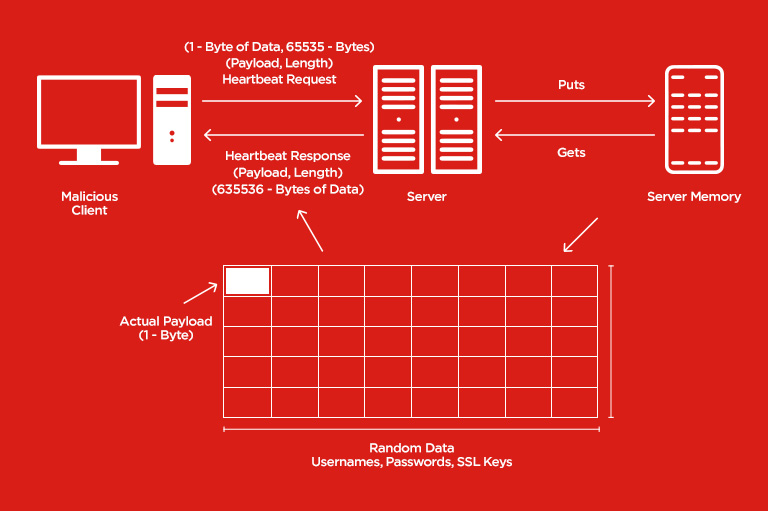 (1 - Byte of Data, 65535 - Bytes)
(Payload, Length)
Heartbeat Request
Puts
Gets
Heartbeat Response
(Payload, Length)
(635536 - Bytes of Data)
Malicious
Client
Server
Server Memory
Actual Payload
(1 - Byte)
Random Data
Usernames, Passwords, SSL Keys